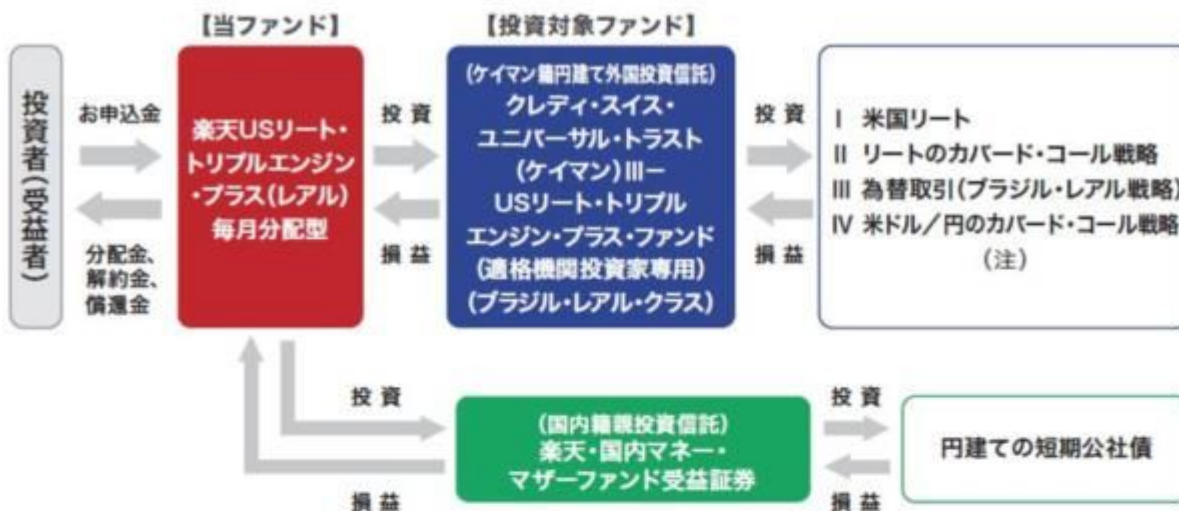 【当ファンド】
【投資対象ファンド】
投資者(受益者)
お申込金
分配金、
解約金、
償還金
楽天USリート・
トリプルエンジン
・プラス(レアル)
毎月分配型
投資
損益
(ケイマン籍円建て外国投資信託)
クレディ・スイス・
ユニバーサル・トラスト
(ケイマン)Ⅲー
USリート・トリプル
エンジン・プラス・ファンド
(適格機関投資家専用)
(ブラジル・レアル・クラス)
投資
損益
Ⅰ 米国リート
Ⅱ リートのカバード・コール戦略
Ⅲ 為替取引(ブラジル・レアル戦略)
Ⅳ 米ドル/円のカバード・コール戦略
(注)
投資
損益
(国内籍親投資信託)
楽天・国内マネー・
マザーファンド受益証券
投資
損益
円建ての短期公社債